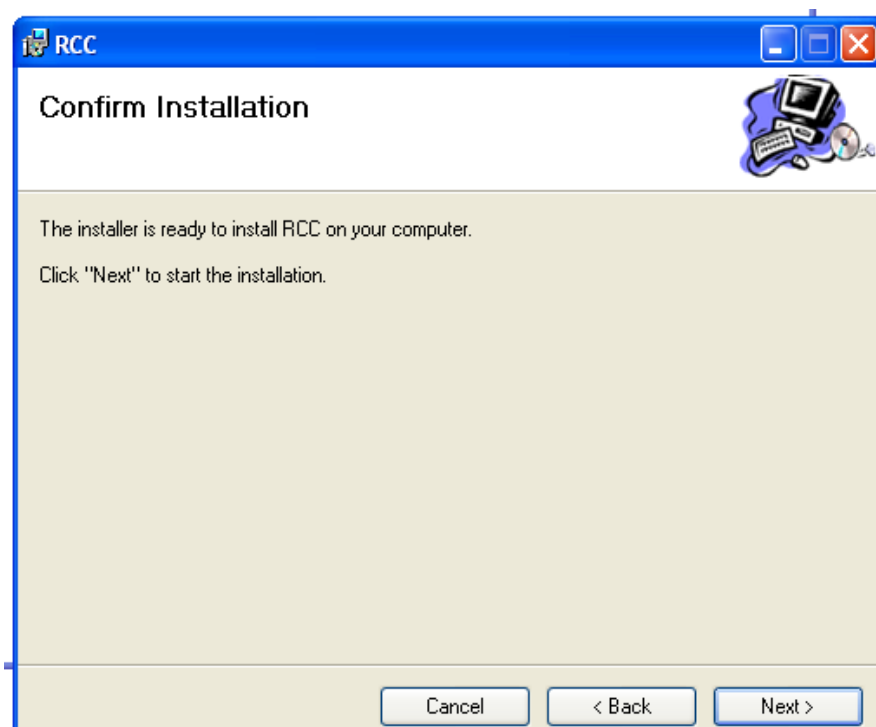 RCC
Confirm Installation
The installer is ready to install RCC on your computer.
Click "Next" to start the installation.
Cancel
< Back
Next >